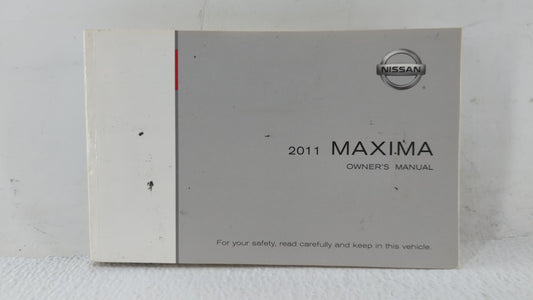 NISSAN
2011 MAXIMA
OWNER'S MANUAL
For your safety, read carefully and keep in this vehicle.